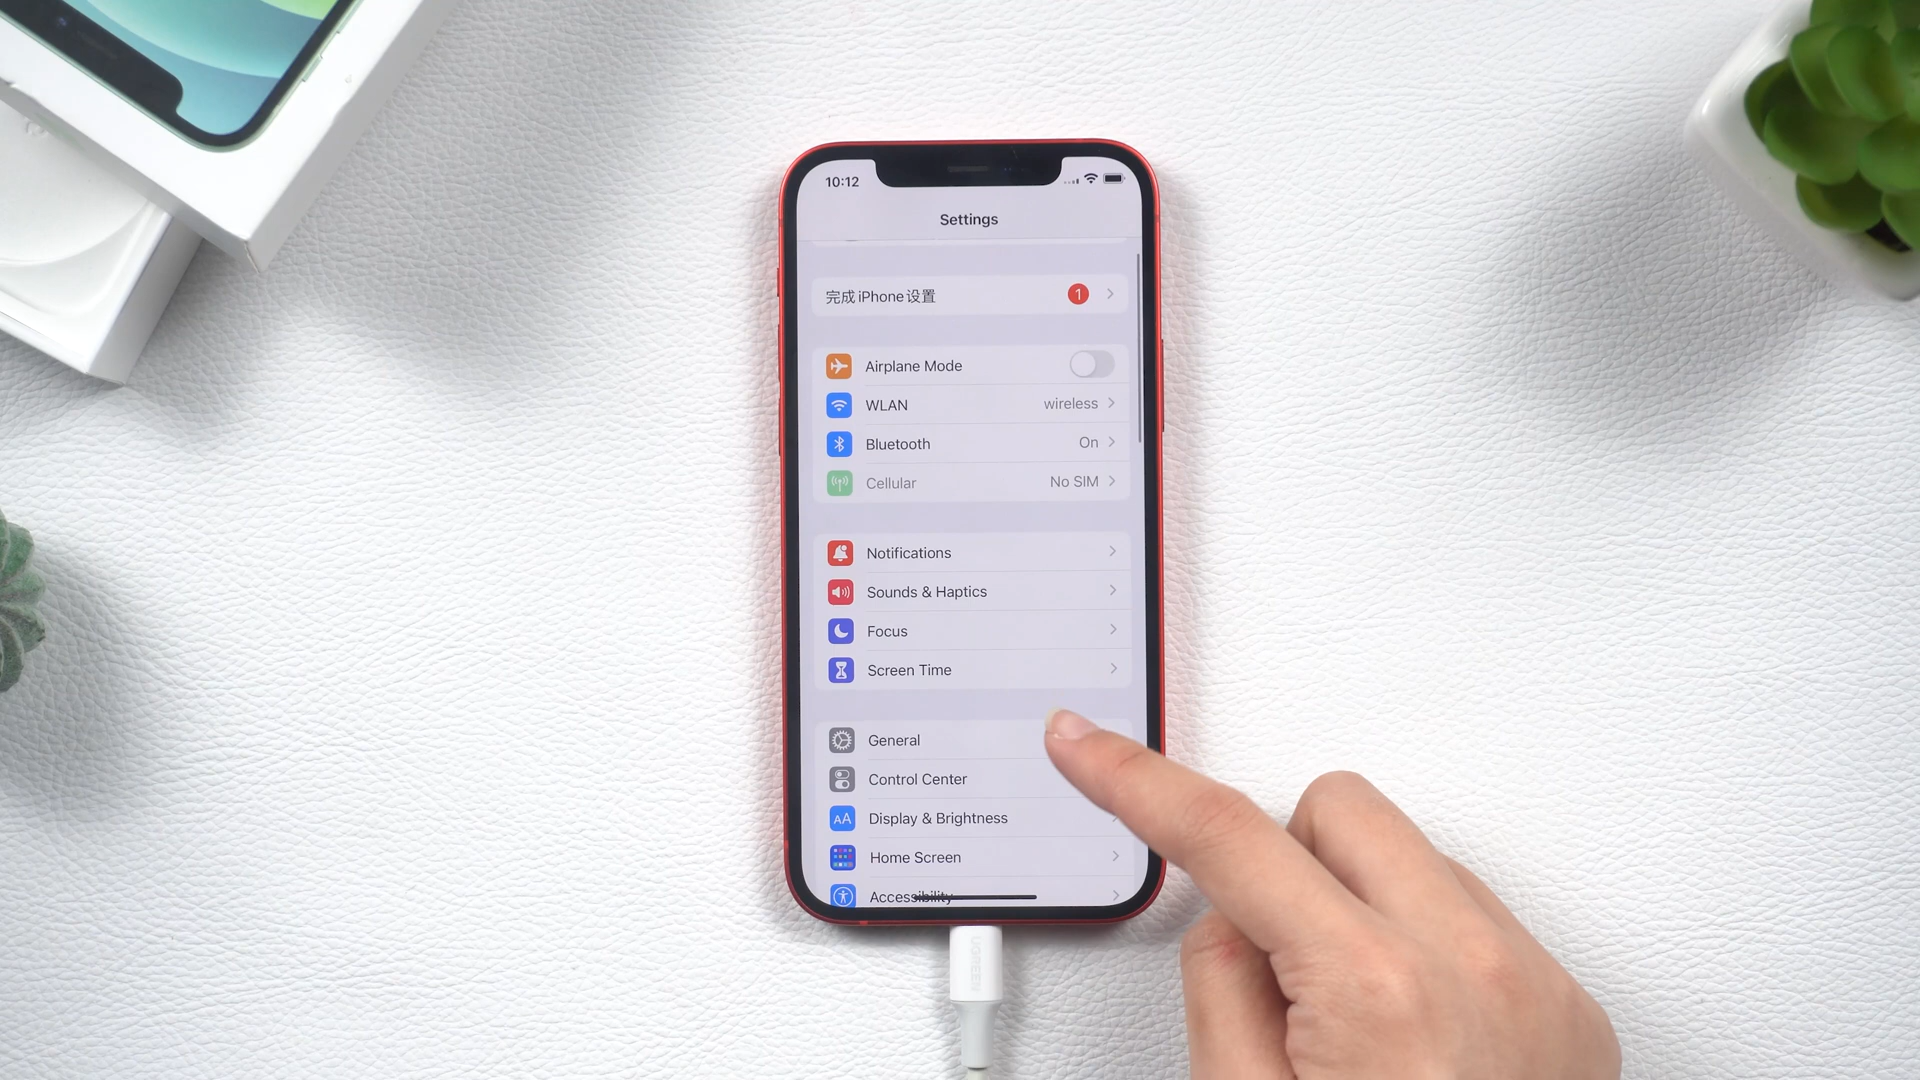 10:12
Settings
完成 iPhone 设置
1
Airplane Mode
WLAN
wireless
Bluetooth
On
Cellular
No SIM
Notifications
Sounds & Haptics
Focus
Screen Time
General
Control Center
Display & Brightness
AA
Home Screen
Accessibility
UGREEN